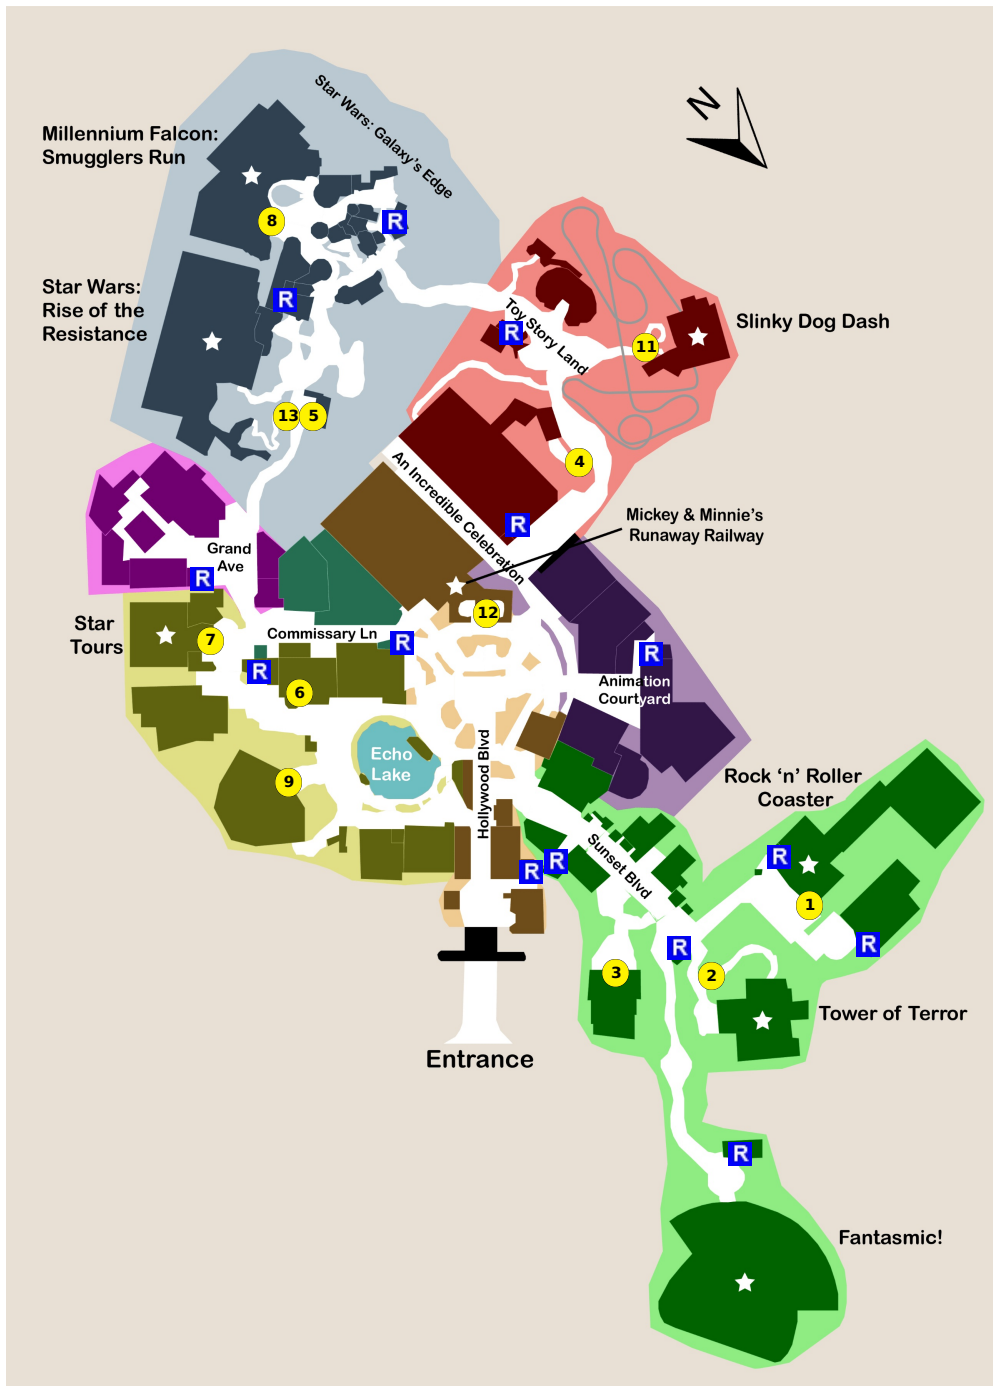 N
Star Wars: Galaxy's Edge
Millennium Falcon:
Smugglers Run
8
R
Star Wars:
Rise of the
Resistance
R
Toy Story Land
R
11
Slinky Dog Dash
13
5
4
An Incredible Celebration
R
Mickey & Minnie's
Runaway Railway
Grand
Ave
R
12
Star
Tours
7
Commissary Ln
R
R
6
R
Animation
Courtyard
Echo
Lake
9
Hollywood Blvd
Rock 'n' Roller
Coaster
Sunset Blvd
R
R
R
1
R
R
3
2
Tower of Terror
Entrance
R
Fantasmic!